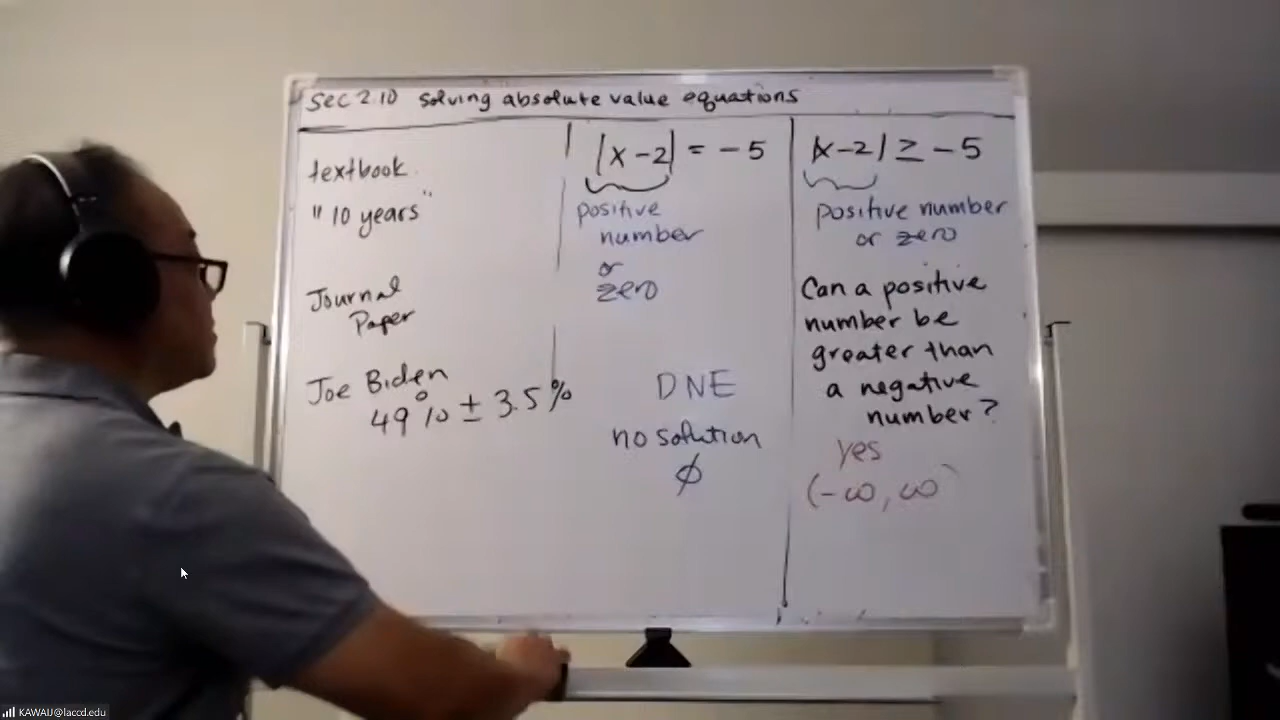 Sec 2.10 solving absolute value equations
textbook
"10 years"
Journal
Paper
Joe Biden
49% ± 3.5%
|x-2| = -5
positive
number
or
zero
DNE
no solution
∅
|x-2| ≥ -5
positive number
or zero
Can a positive
number be
greater than
a negative
number?
yes
(-∞, ∞)
KAWAIJ@laccd.edu